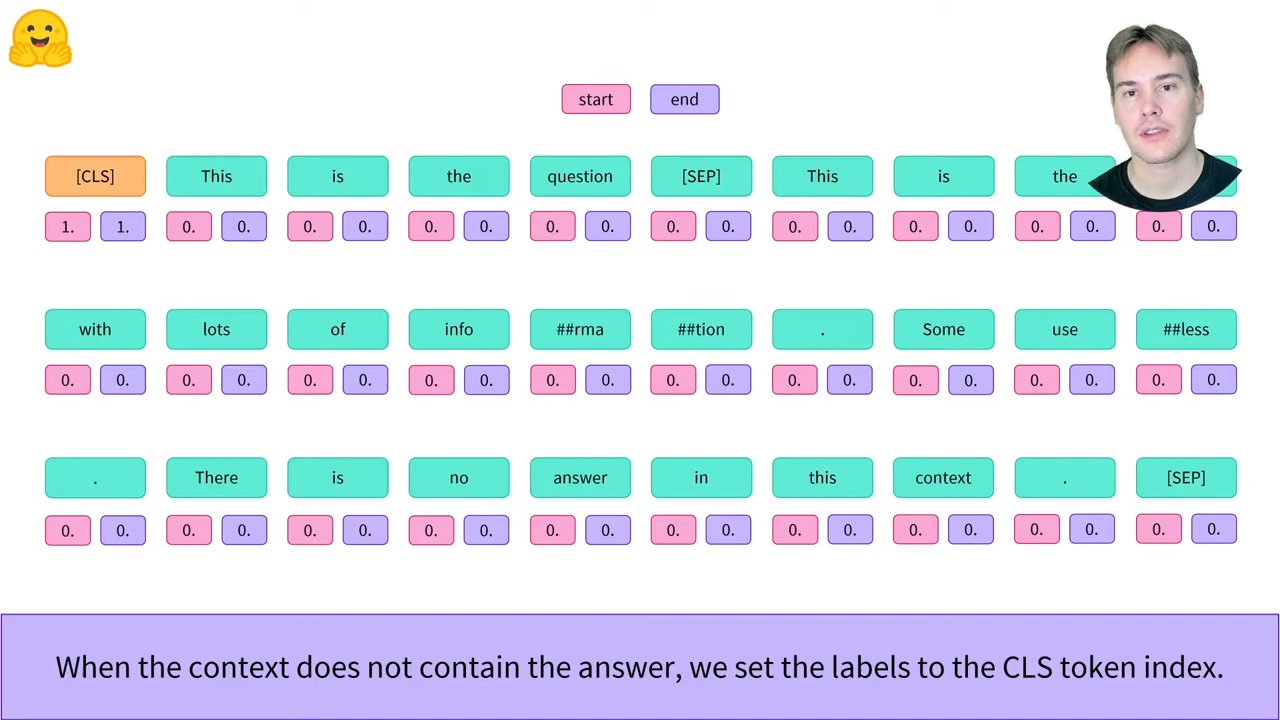 start end
[CLS] This is the question [SEP] This is the
1. 1. 0. 0. 0. 0. 0. 0. 0. 0. 0. 0. 0. 0. 0. 0. 0. 0. 0. 0.
with lots of info ##rma ##tion . Some use ##less
0. 0. 0. 0. 0. 0. 0. 0. 0. 0. 0. 0. 0. 0. 0. 0. 0. 0. 0. 0.
. There is no answer in this context . [SEP]
0. 0. 0. 0. 0. 0. 0. 0. 0. 0. 0. 0. 0. 0. 0. 0. 0. 0. 0. 0.
When the context does not contain the answer, we set the labels to the CLS token index.